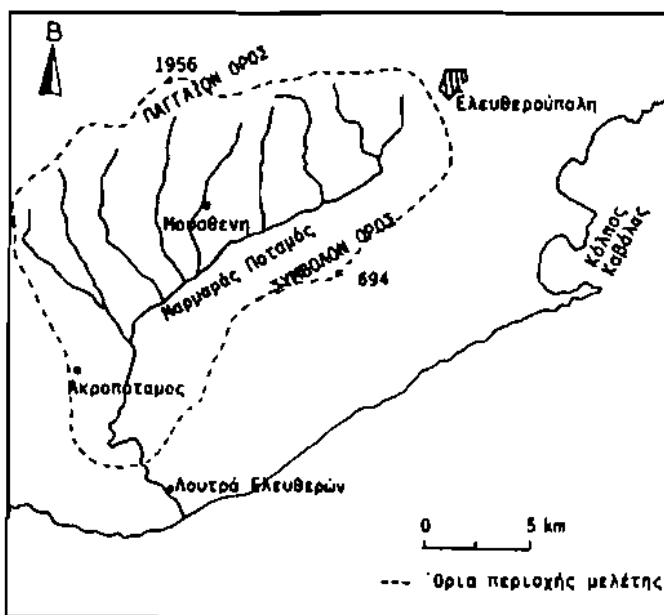 Β
1956
ΠΑΓΓΑΙΟΝ ΟΡΟΣ
Ελευθερούπολη
Μουσθενη
Μαρμαράς Ποταμός
ΣΥΜΒΟΛΟΝ ΟΡΟΣ
694
Κόλπος
Καβάλας
Ακροπόταμος
Λουτρά Ελευθερών
0 5 km
Όρια περιοχής μελέτης